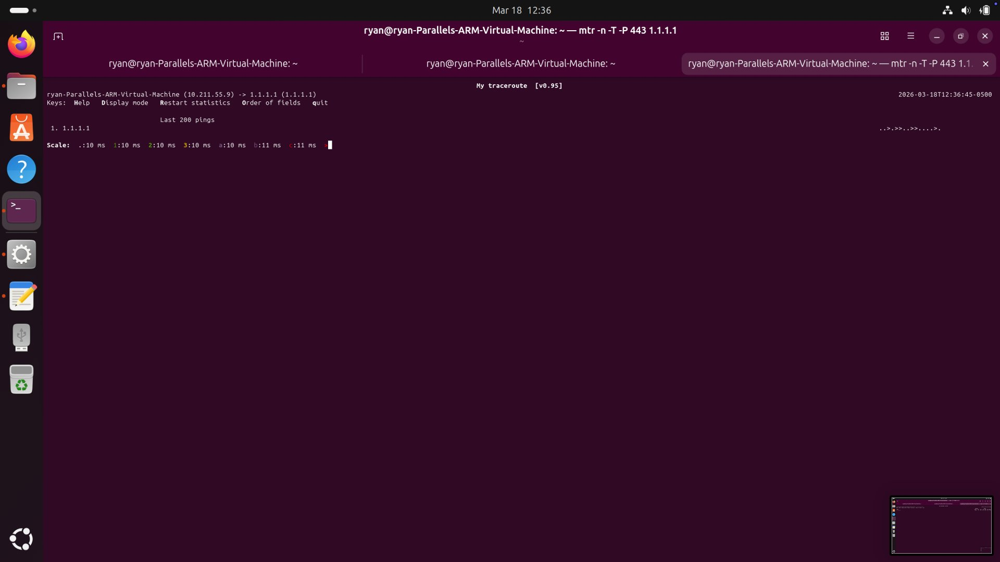 Mar 18 12:36
ryan@ryan-Parallels-ARM-Virtual-Machine: ~ — mtr -n -T -P 443 1.1.1.1
~
ryan@ryan-Parallels-ARM-Virtual-Machine: ~
ryan@ryan-Parallels-ARM-Virtual-Machine: ~
ryan@ryan-Parallels-ARM-Virtual-Machine: ~ — mtr -n -T -P 443 1.1.
My traceroute [v0.95]
ryan-Parallels-ARM-Virtual-Machine (10.211.55.9) -> 1.1.1.1 (1.1.1.1) 2026-03-18T12:36:45-0500
Keys: Help Display mode Restart statistics Order of fields quit
Last 200 pings
1. 1.1.1.1 ..>.>>..>>....>.
Scale: .:10 ms 1:10 ms 2:10 ms 3:10 ms a:10 ms b:11 ms c:11 ms >